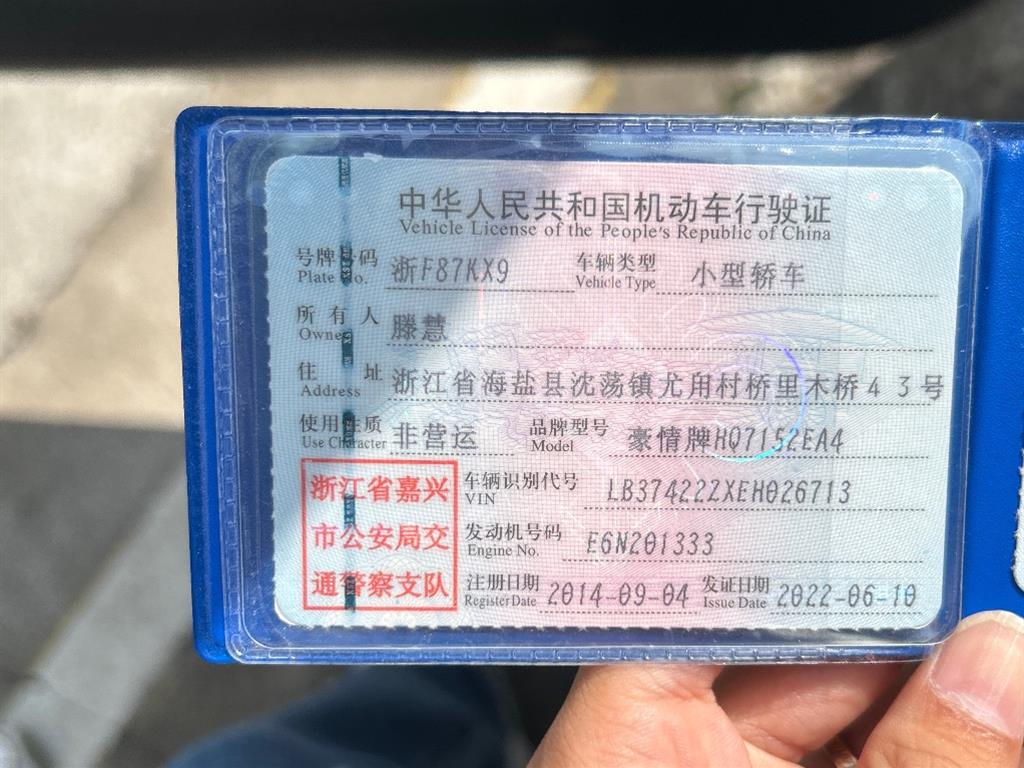 中华人民共和国机动车行驶证
Vehicle License of the People's Republic of China
号牌号码 浙F87KX9 车辆类型 小型轿车
Plate No. Vehicle Type
所有人 滕慧
Owner
住址 浙江省海盐县沈荡镇尤甪村桥里木桥43号
Address
使用性质 非营运 品牌型号 豪情牌HQ7152EA4
Use Character Model
浙江省嘉兴 车辆识别代号 LB37422ZXEH026713
VIN
市公安局交 发动机号码 E6N201333
Engine No.
通警察支队 注册日期 2014-09-04 发证日期 2022-06-10
Register Date Issue Date